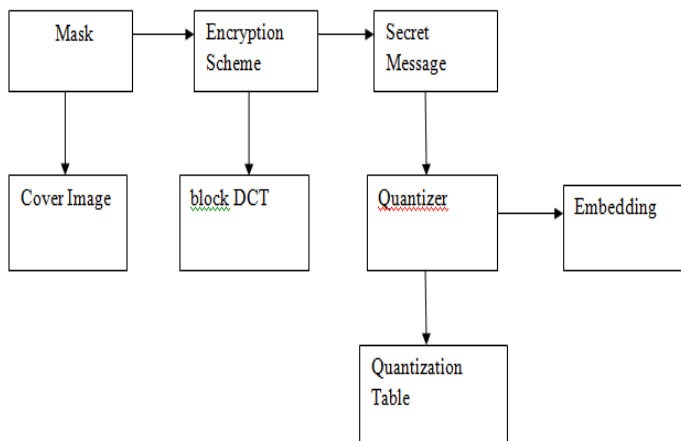 Mask
Encryption
Scheme
Secret
Message
Cover Image
block DCT
Quantizer
Embedding
Quantization
Table